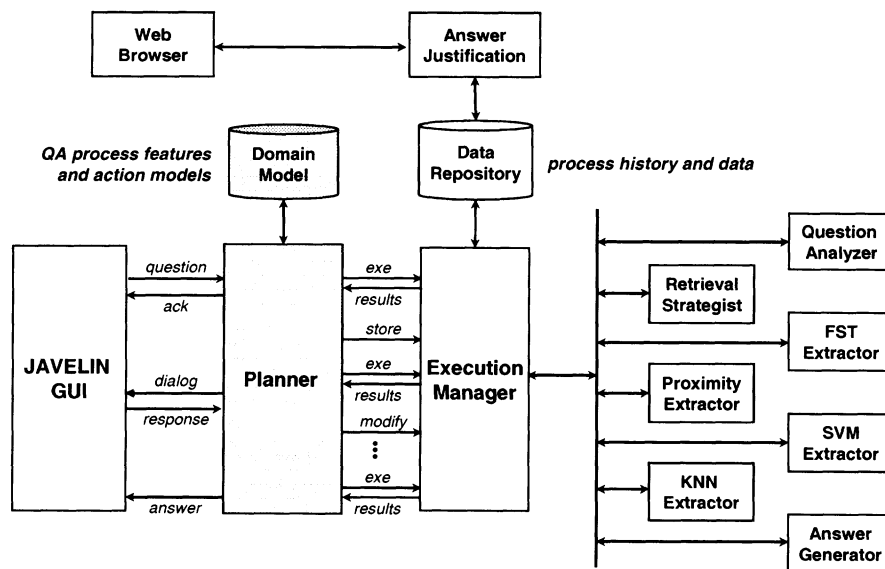 Web
Browser
Answer
Justification
QA process features
and action models
Domain
Model
Data
Repository
process history and data
JAVELIN
GUI
question
ack
dialog
response
answer
Planner
exe
results
store
exe
results
modify
exe
results
Execution
Manager
Question
Analyzer
Retrieval
Strategist
FST
Extractor
Proximity
Extractor
SVM
Extractor
KNN
Extractor
Answer
Generator